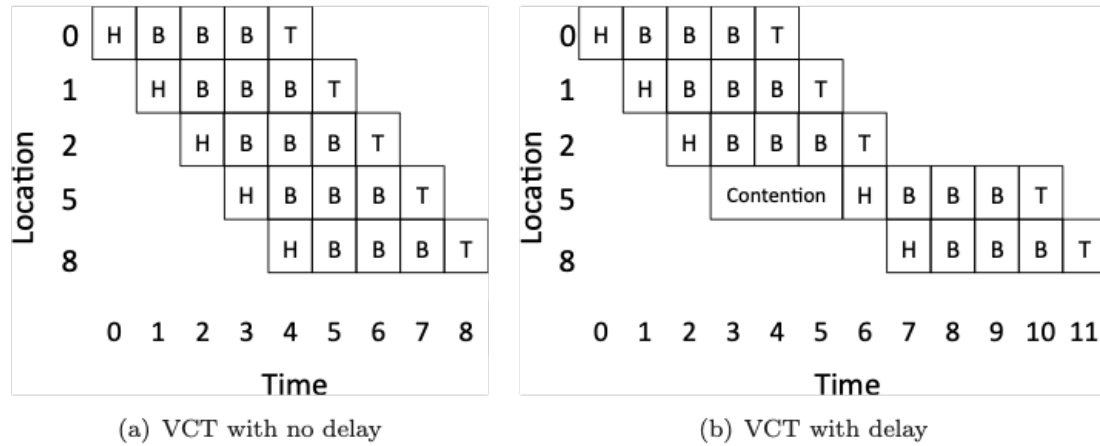 0 H B B B T
1 H B B B T
2 H B B B T
5 H B B B T
8 H B B B T
Location
0 1 2 3 4 5 6 7 8
Time
(a) VCT with no delay
0 H B B B T
1 H B B B T
2 H B B B T
5 Contention H B B B T
8 H B B B T
Location
0 1 2 3 4 5 6 7 8 9 10 11
Time
(b) VCT with delay